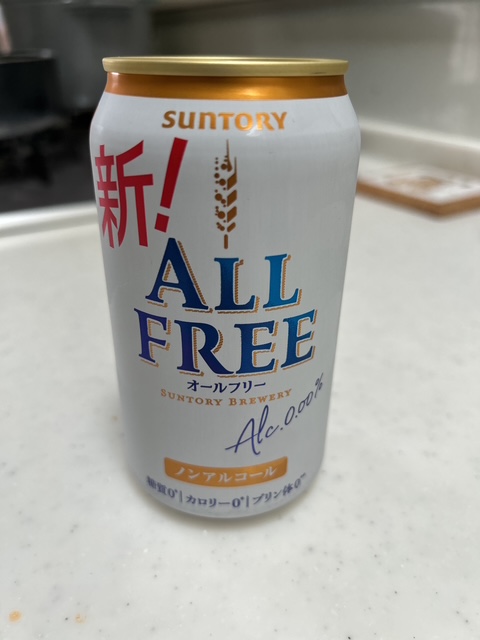 SUNTORY
新!
ALL
FREE
オールフリー
SUNTORY BREWERY
Alc.0.00%
ノンアルコール
糖質0*|カロリー0*|プリン体0**